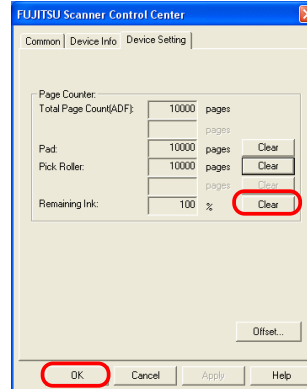 FUJITSU Scanner Control Center
Common Device Info Device Setting
Page Counter:
Total Page Count(ADF): 10000 pages
pages
Pad: 10000 pages Clear
Pick Roller: 10000 pages Clear
pages Clear
Remaining Ink: 100 % Clear
Offset...
OK Cancel Apply Help